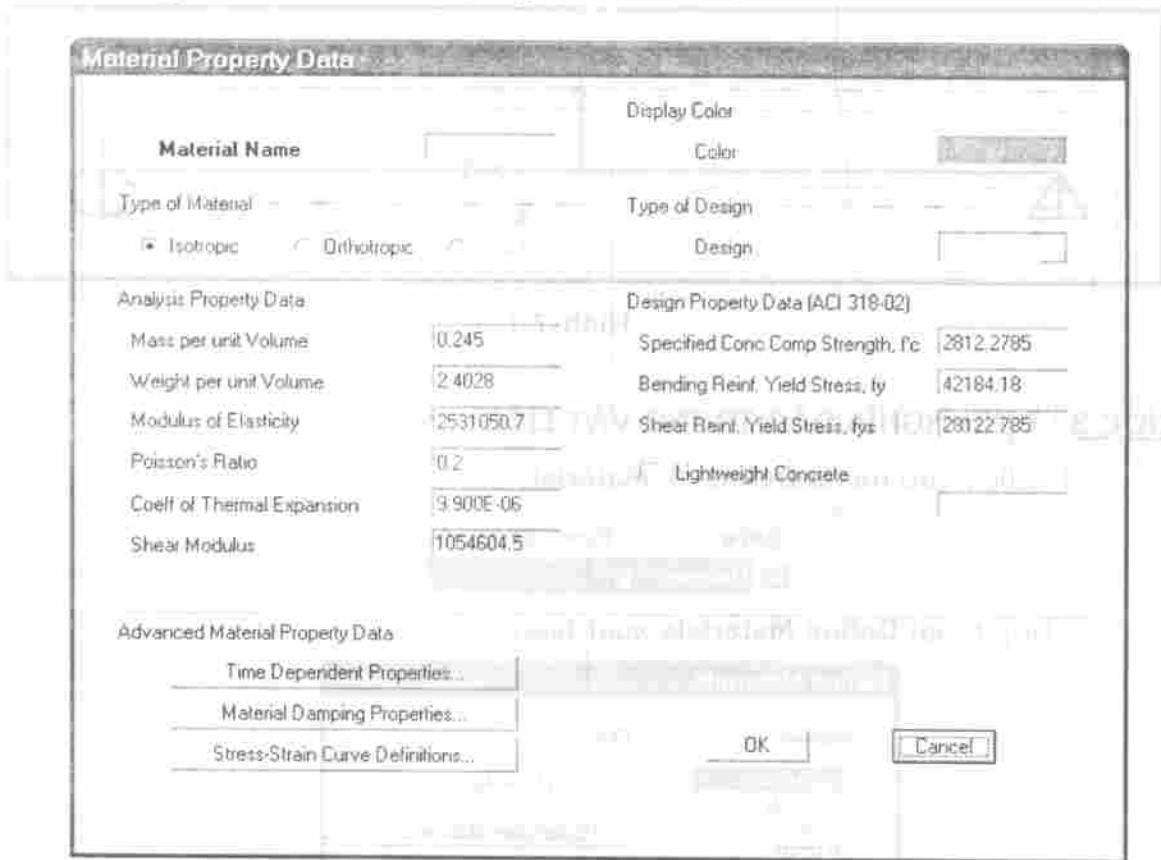 Material Property Data
Display Color
Material Name
Color
Type of Material
Type of Design
Isotropic Orthotropic
Design
Analysis Property Data
Design Property Data (ACI 318-02)
Mass per unit Volume 0.245
Specified Conc Comp Strength, f'c 2812.2785
Weight per unit Volume 2.4028
Bending Reinf. Yield Stress, fy 42184.18
Modulus of Elasticity 2531050.7
Shear Reinf. Yield Stress, fys 28122.785
Poisson's Ratio 0.2
Lightweight Concrete
Coeff of Thermal Expansion 9.900E-06
Shear Modulus 1054604.5
Advanced Material Property Data
Time Dependent Properties...
Material Damping Properties...
OK Cancel
Stress-Strain Curve Definitions...